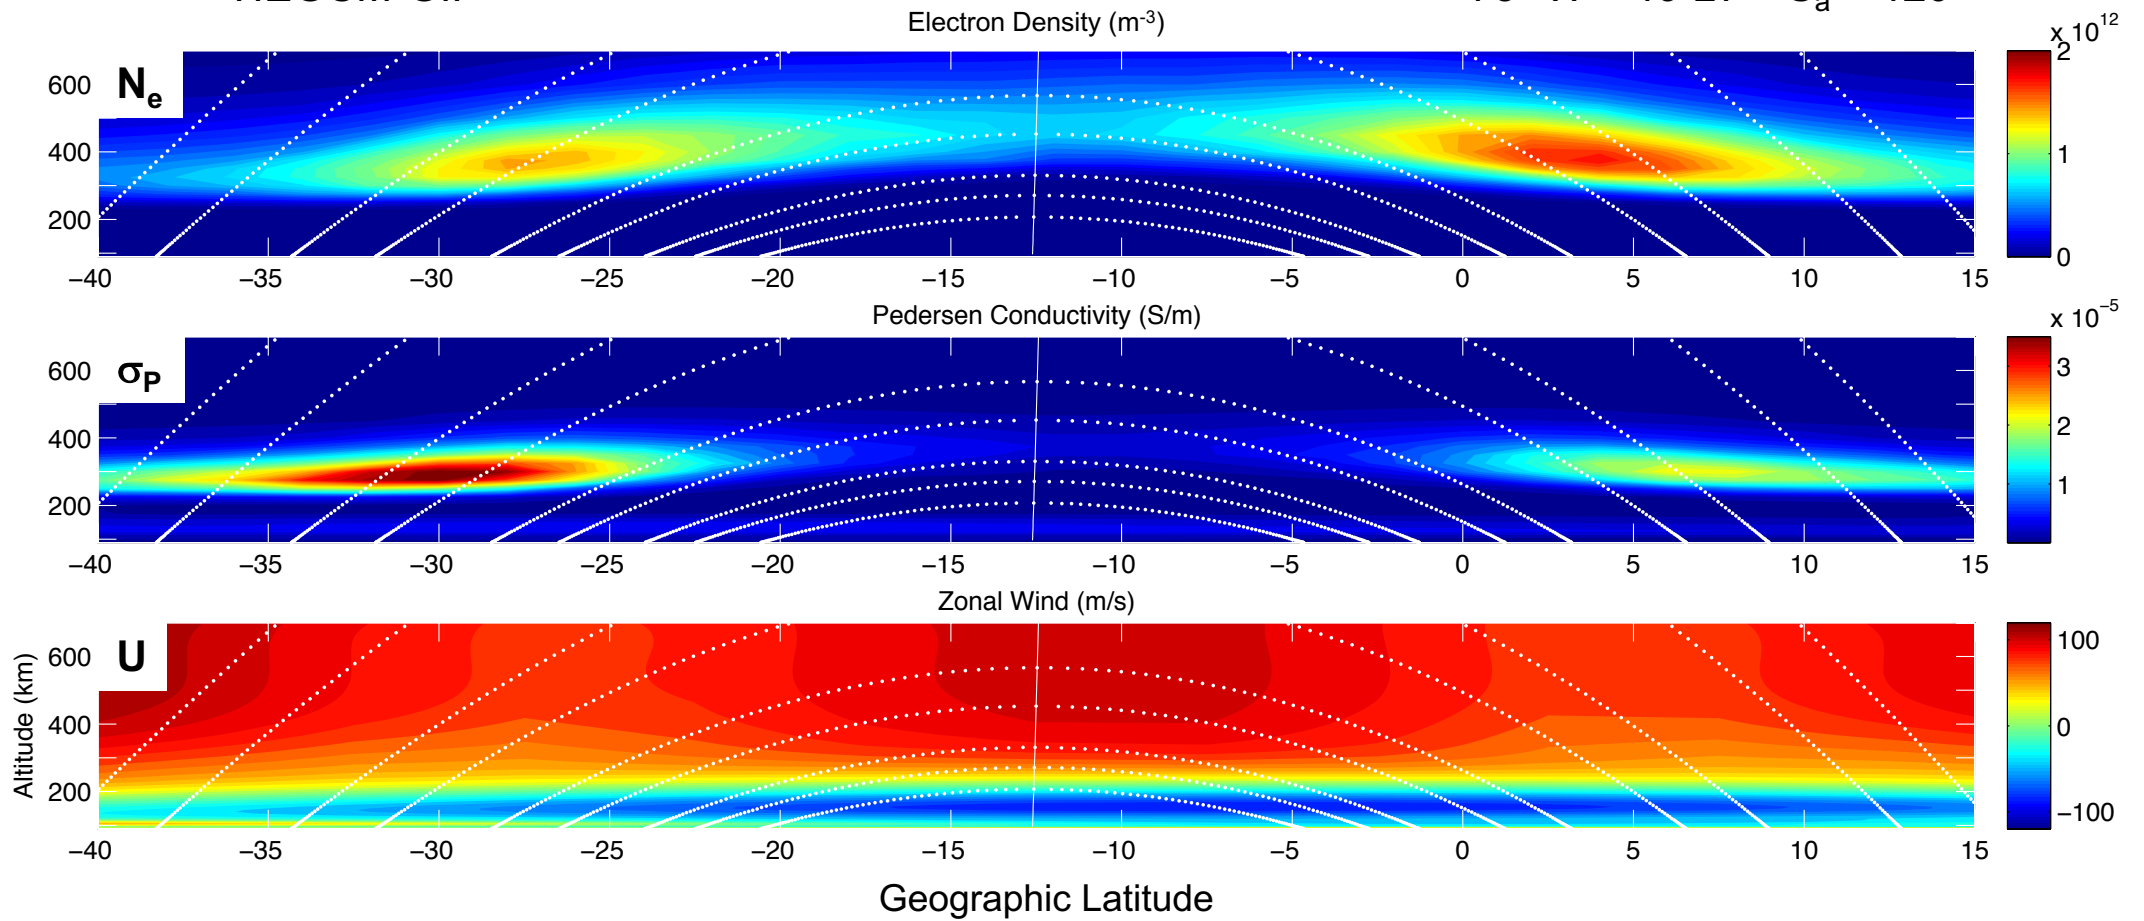 Electron Density (m-3)
x 10^12
Ne
600
400
200
2
1
0
−40 −35 −30 −25 −20 −15 −10 −5 0 5 10 15
Pedersen Conductivity (S/m)
x 10^−5
σP
600
400
200
3
2
1
−40 −35 −30 −25 −20 −15 −10 −5 0 5 10 15
Zonal Wind (m/s)
U
Altitude (km)
600
400
200
100
0
−100
−40 −35 −30 −25 −20 −15 −10 −5 0 5 10 15
Geographic Latitude